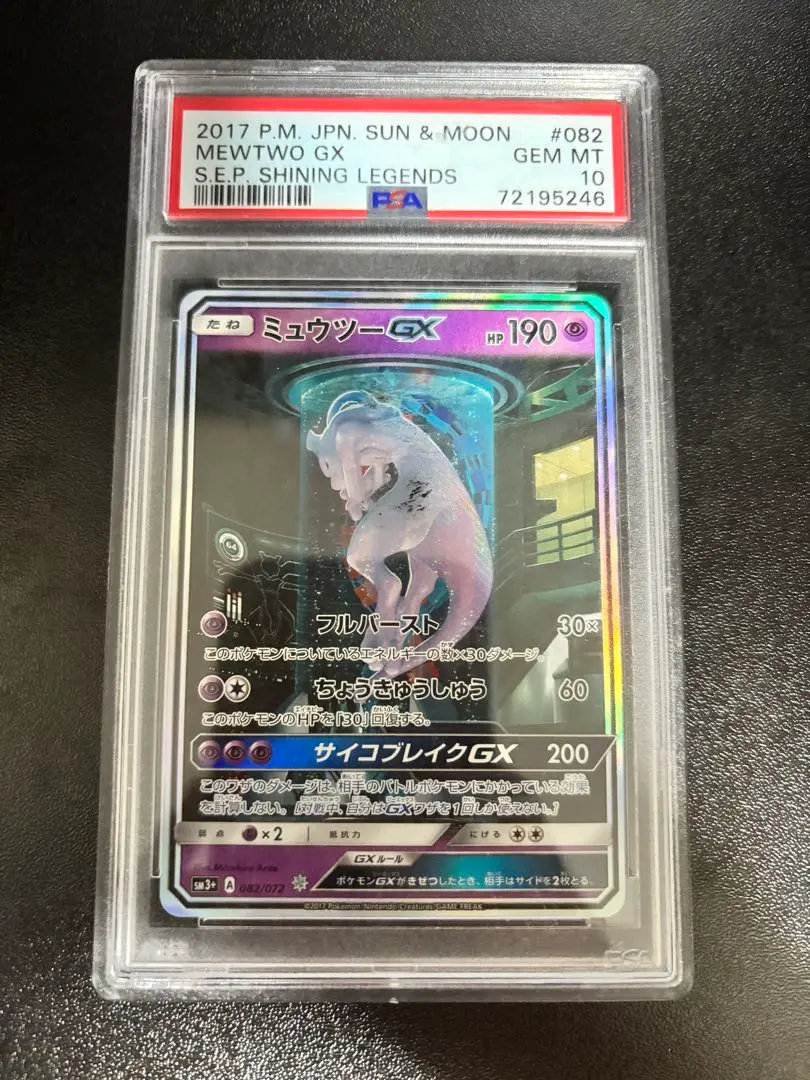 2017 P.M. JPN. SUN & MOON #082
MEWTWO GX GEM MT
S.E.P. SHINING LEGENDS 10
PSA 72195246
たね ミュウツーGX HP 190
64
フルバースト 30×
このポケモンについているエネルギーの数×30ダメージ。
ちょうきゅうしゅう 60
このポケモンのHPを「30」回復する。
サイコブレイクGX 200
このワザのダメージは、相手のバトルポケモンにかかっている効果
を計算しない。[対戦中、自分はGXワザを1回しか使えない。]
弱点 ×2 抵抗力 にげる
GXルール
ポケモンGXがきぜつしたとき、相手はサイドを2枚とる。
Illus. Mitsuhiro Arita
SM3+ A 082/072
©2017 Pokémon/Nintendo/Creatures/GAME FREAK.
PSA